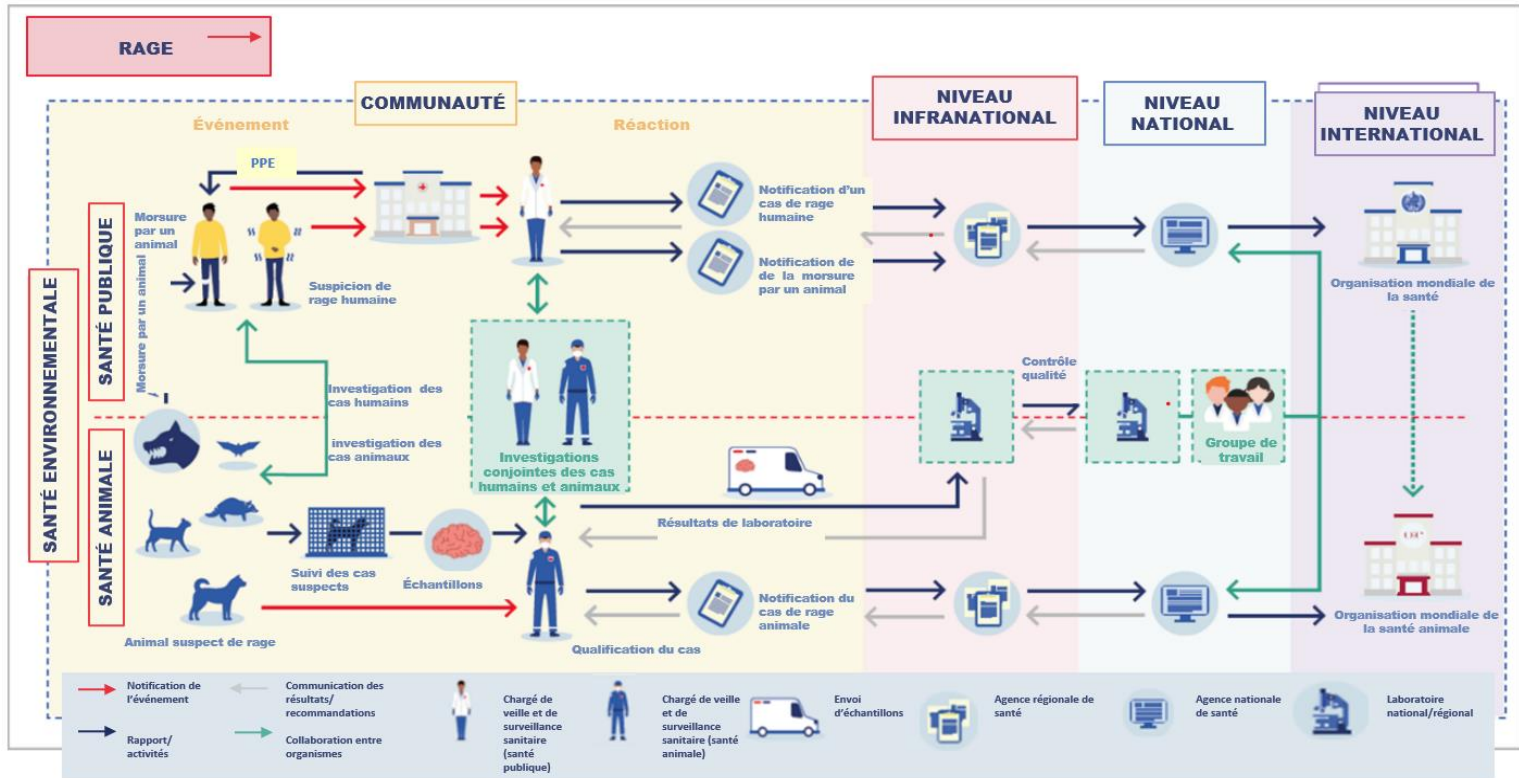 RAGE
COMMUNAUTÉ
NIVEAU
INFRANATIONAL
NIVEAU
NATIONAL
NIVEAU
INTERNATIONAL
Événement
Réaction
PPE
SANTÉ ENVIRONNEMENTALE
SANTÉ PUBLIQUE
SANTÉ ANIMALE
Morsure
par un
animal
Morsure par un animal
Suspicion de
rage humaine
Notification d'un
cas de rage
humaine
Notification de
de la morsure
par un animal
Organisation mondiale de
la santé
Investigation des
cas humains
investigation des
cas animaux
Investigations
conjointes des cas
humains et animaux
Contrôle
qualité
Groupe de
travail
Résultats de laboratoire
Suivi des cas
suspects
Échantillons
Animal suspect de rage
Qualification du cas
Notification du
cas de rage
animale
Organisation mondiale de
la santé animale
Notification de
l'événement
Communication des
résultats/
recommandations
Rapport/
activités
Collaboration entre
organismes
Chargé de
veille et de
surveillance
sanitaire
(santé
publique)
Chargé de veille
et de
surveillance
sanitaire (santé
animale)
Envoi
d'échantillons
Agence régionale de
santé
Agence nationale
de santé
Laboratoire
national/régional